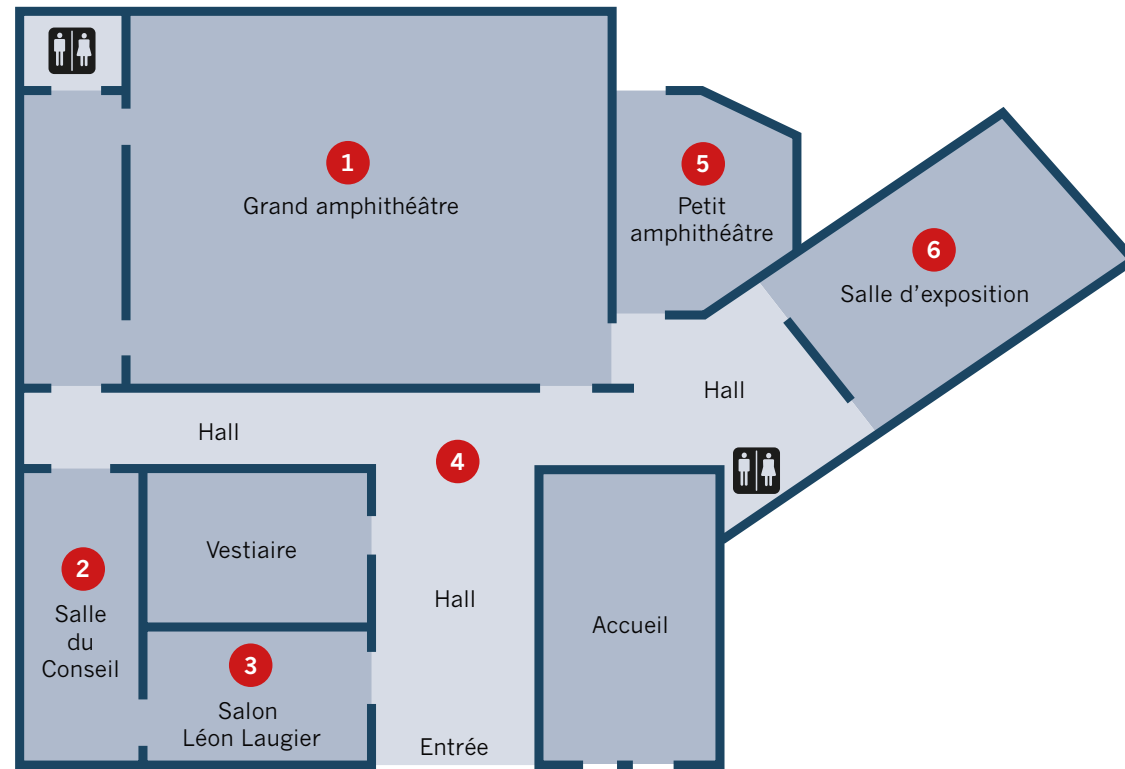 1
Grand amphithéâtre
5
Petit
amphithéâtre
6
Salle d’exposition
Hall
Hall
4
Vestiaire
2
Salle
du
Conseil
Hall
Accueil
3
Salon
Léon Laugier
Entrée